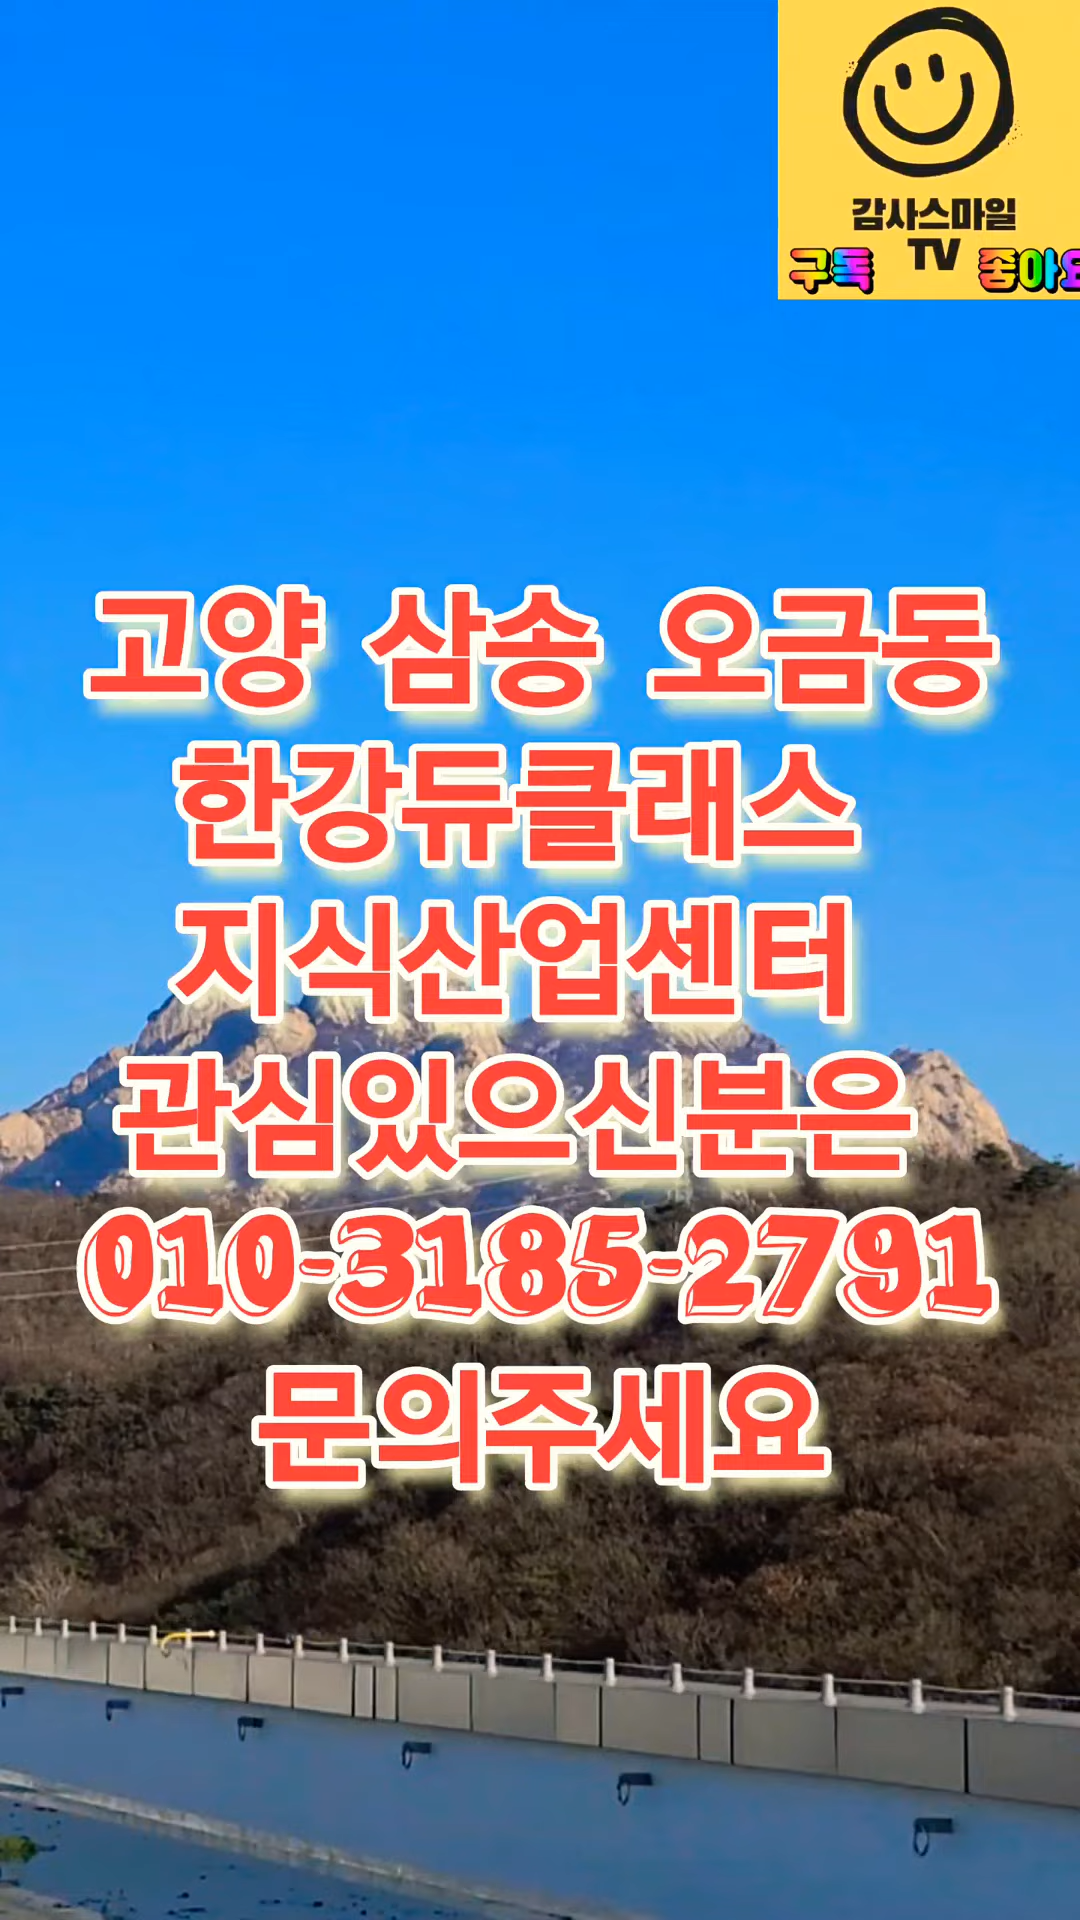 감사스마일
TV
구독 좋아요
고양 삼송 오금동
한강듀클래스
지식산업센터
관심있으신분은
010-3185-2791
문의주세요